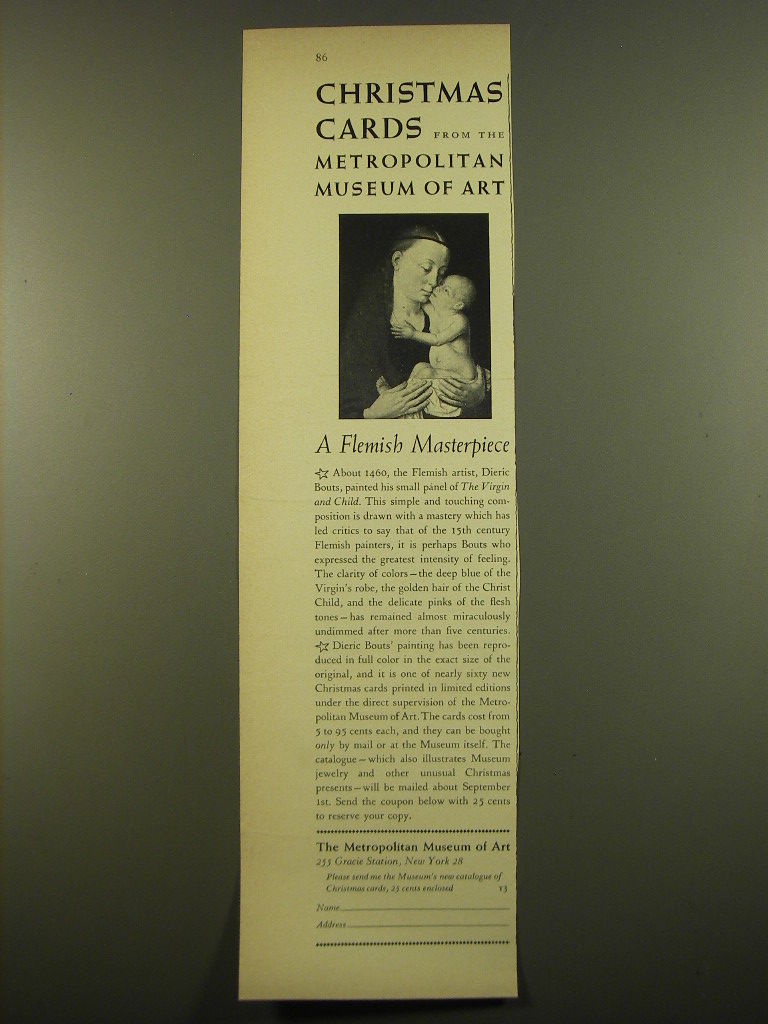 86
CHRISTMAS
CARDS FROM THE
METROPOLITAN
MUSEUM OF ART
A Flemish Masterpiece
About 1460, the Flemish artist, Dieric
Bouts, painted his small panel of The Virgin
and Child. This simple and touching com-
position is drawn with a mastery which has
led critics to say that of the 15th century
Flemish painters, it is perhaps Bouts who
expressed the greatest intensity of feeling.
The clarity of colors—the deep blue of the
Virgin's robe, the golden hair of the Christ
Child, and the delicate pinks of the flesh
tones—has remained almost miraculously
undimmed after more than five centuries.
Dieric Bouts' painting has been repro-
duced in full color in the exact size of the
original, and it is one of nearly sixty new
Christmas cards printed in limited editions
under the direct supervision of the Metro-
politan Museum of Art. The cards cost from
5 to 95 cents each, and they can be bought
only by mail or at the Museum itself. The
catalogue—which also illustrates Museum
jewelry and other unusual Christmas
presents—will be mailed about September
1st. Send the coupon below with 25 cents
to reserve your copy.
The Metropolitan Museum of Art
255 Gracie Station, New York 28
Please send me the Museum's new catalogue of
Christmas cards, 25 cents enclosed Y3
Name
Address